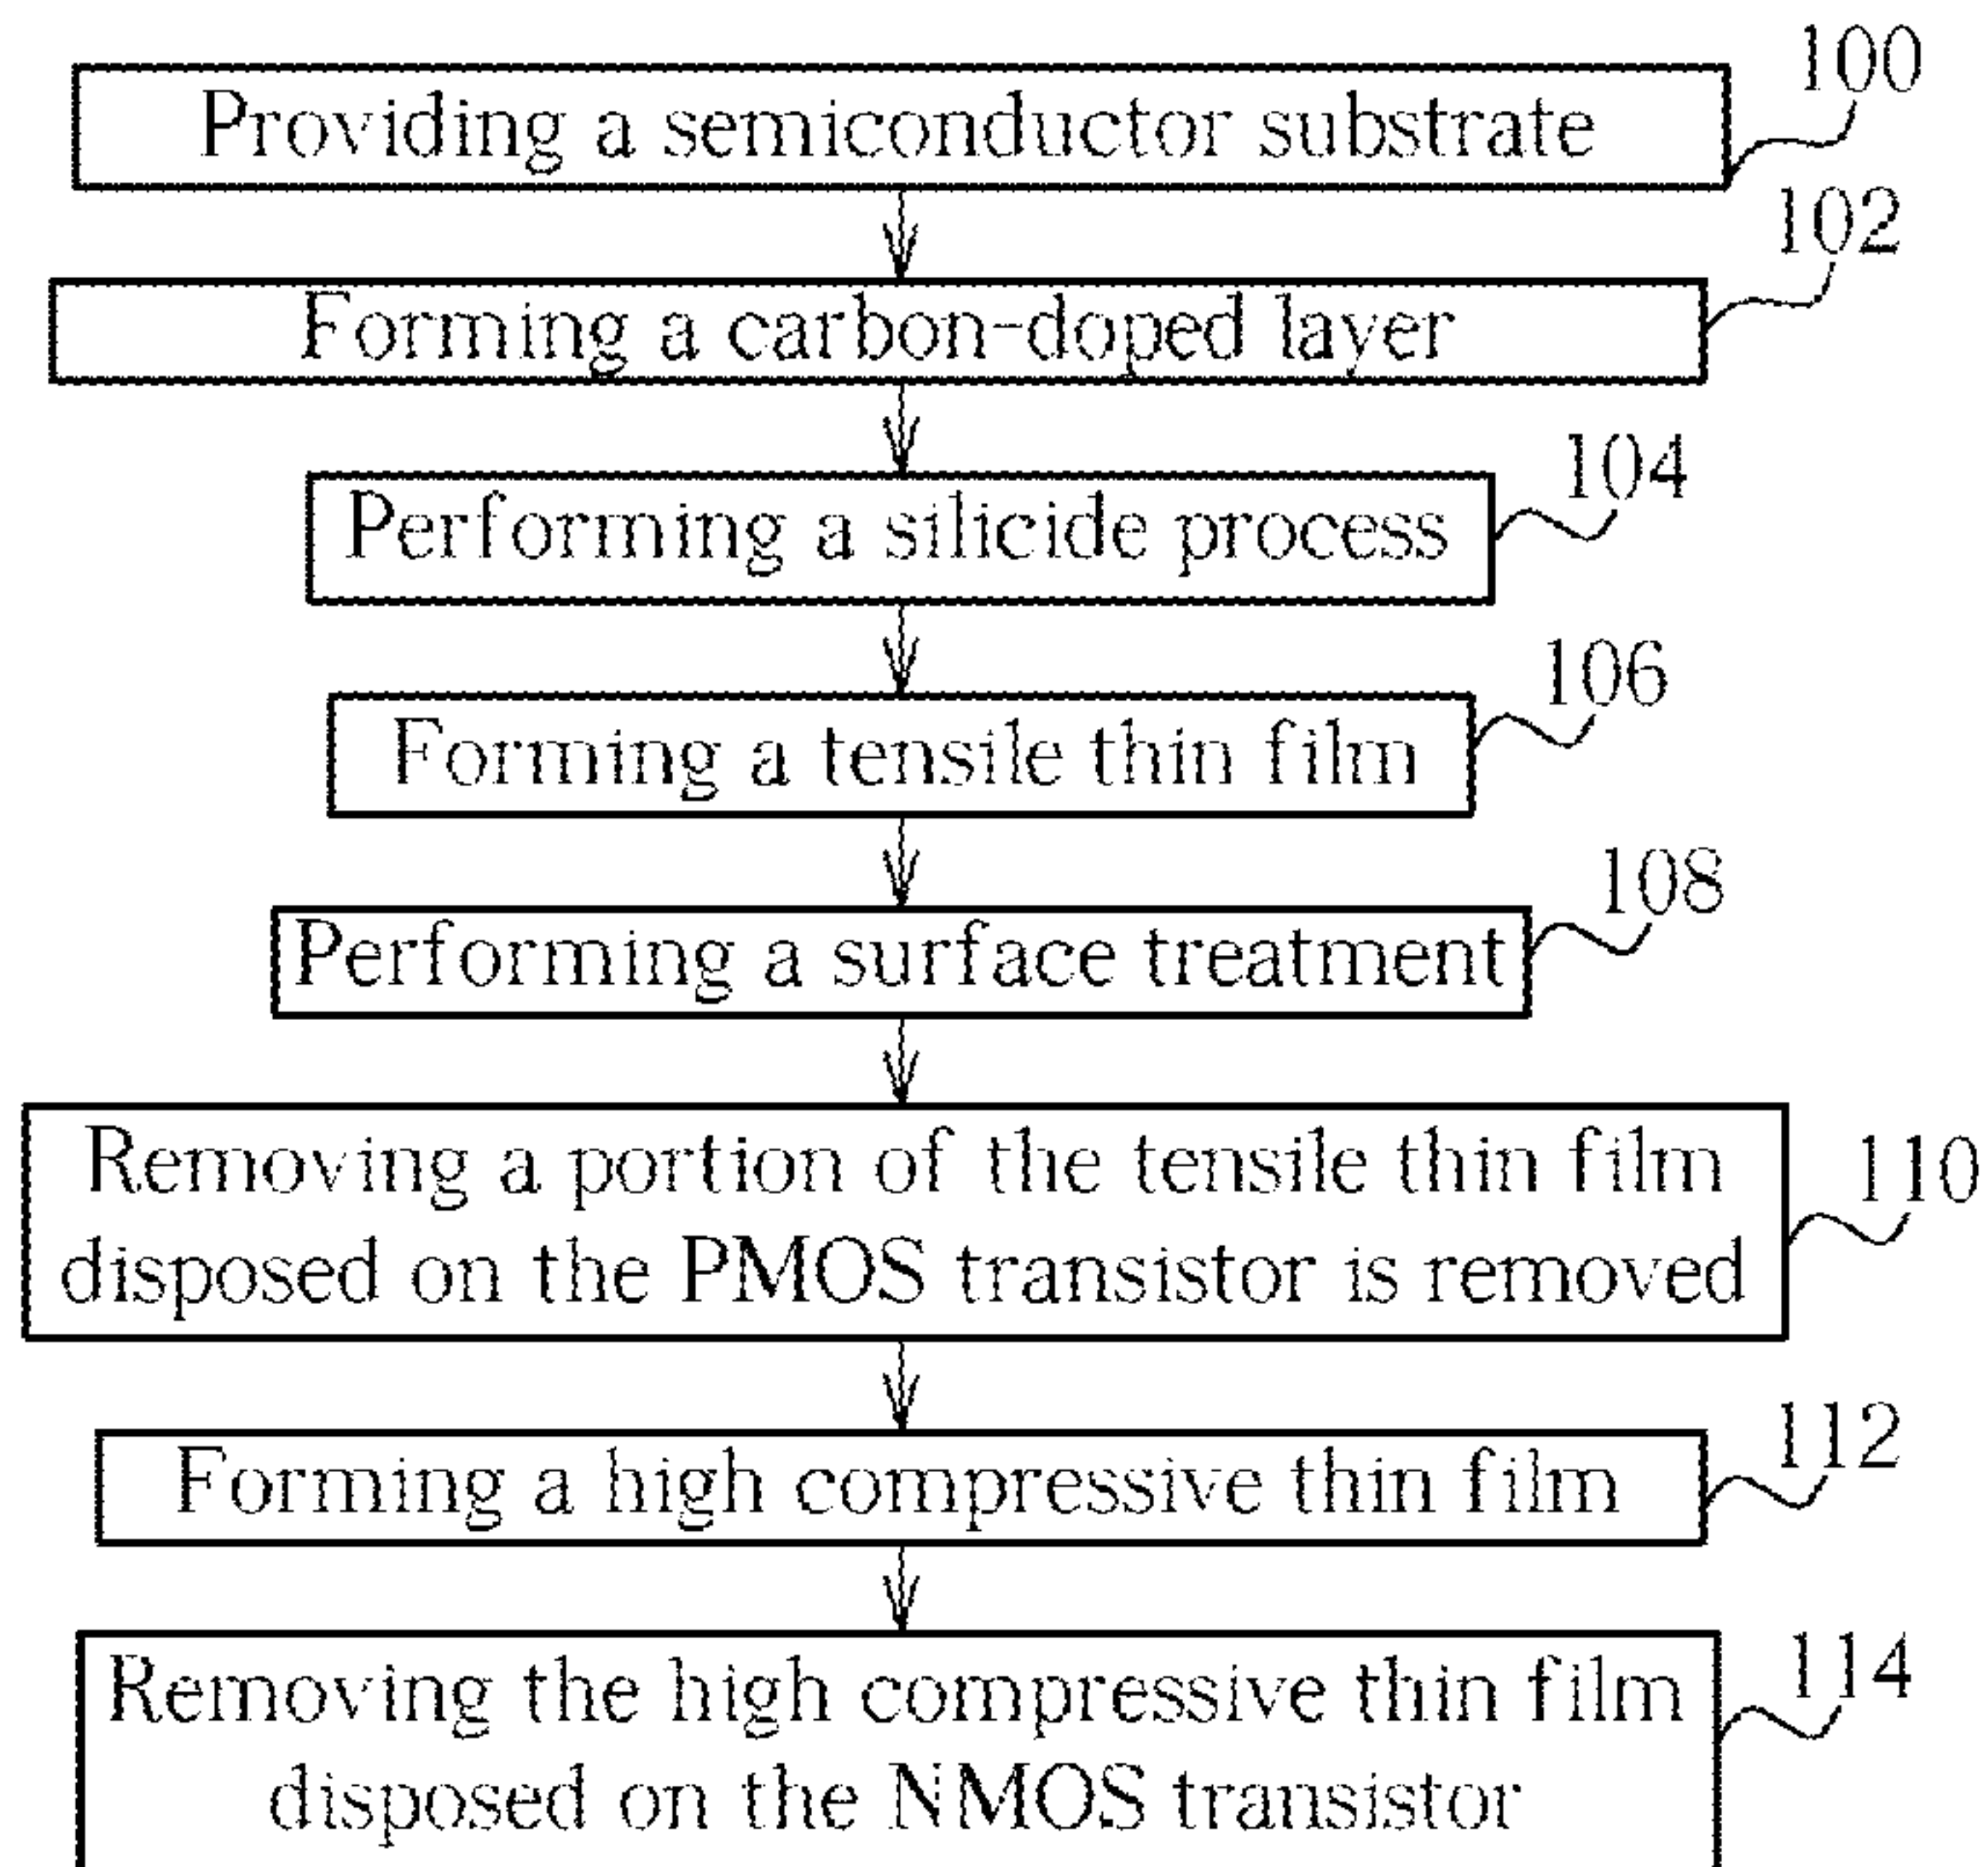 100
Providing a semiconductor substrate
102
Forming a carbon-doped layer
104
Performing a silicide process
106
Forming a tensile thin film
108
Performing a surface treatment
110
Removing a portion of the tensile thin film
disposed on the PMOS transistor is removed
112
Forming a high compressive thin film
114
Removing the high compressive thin film
disposed on the NMOS transistor